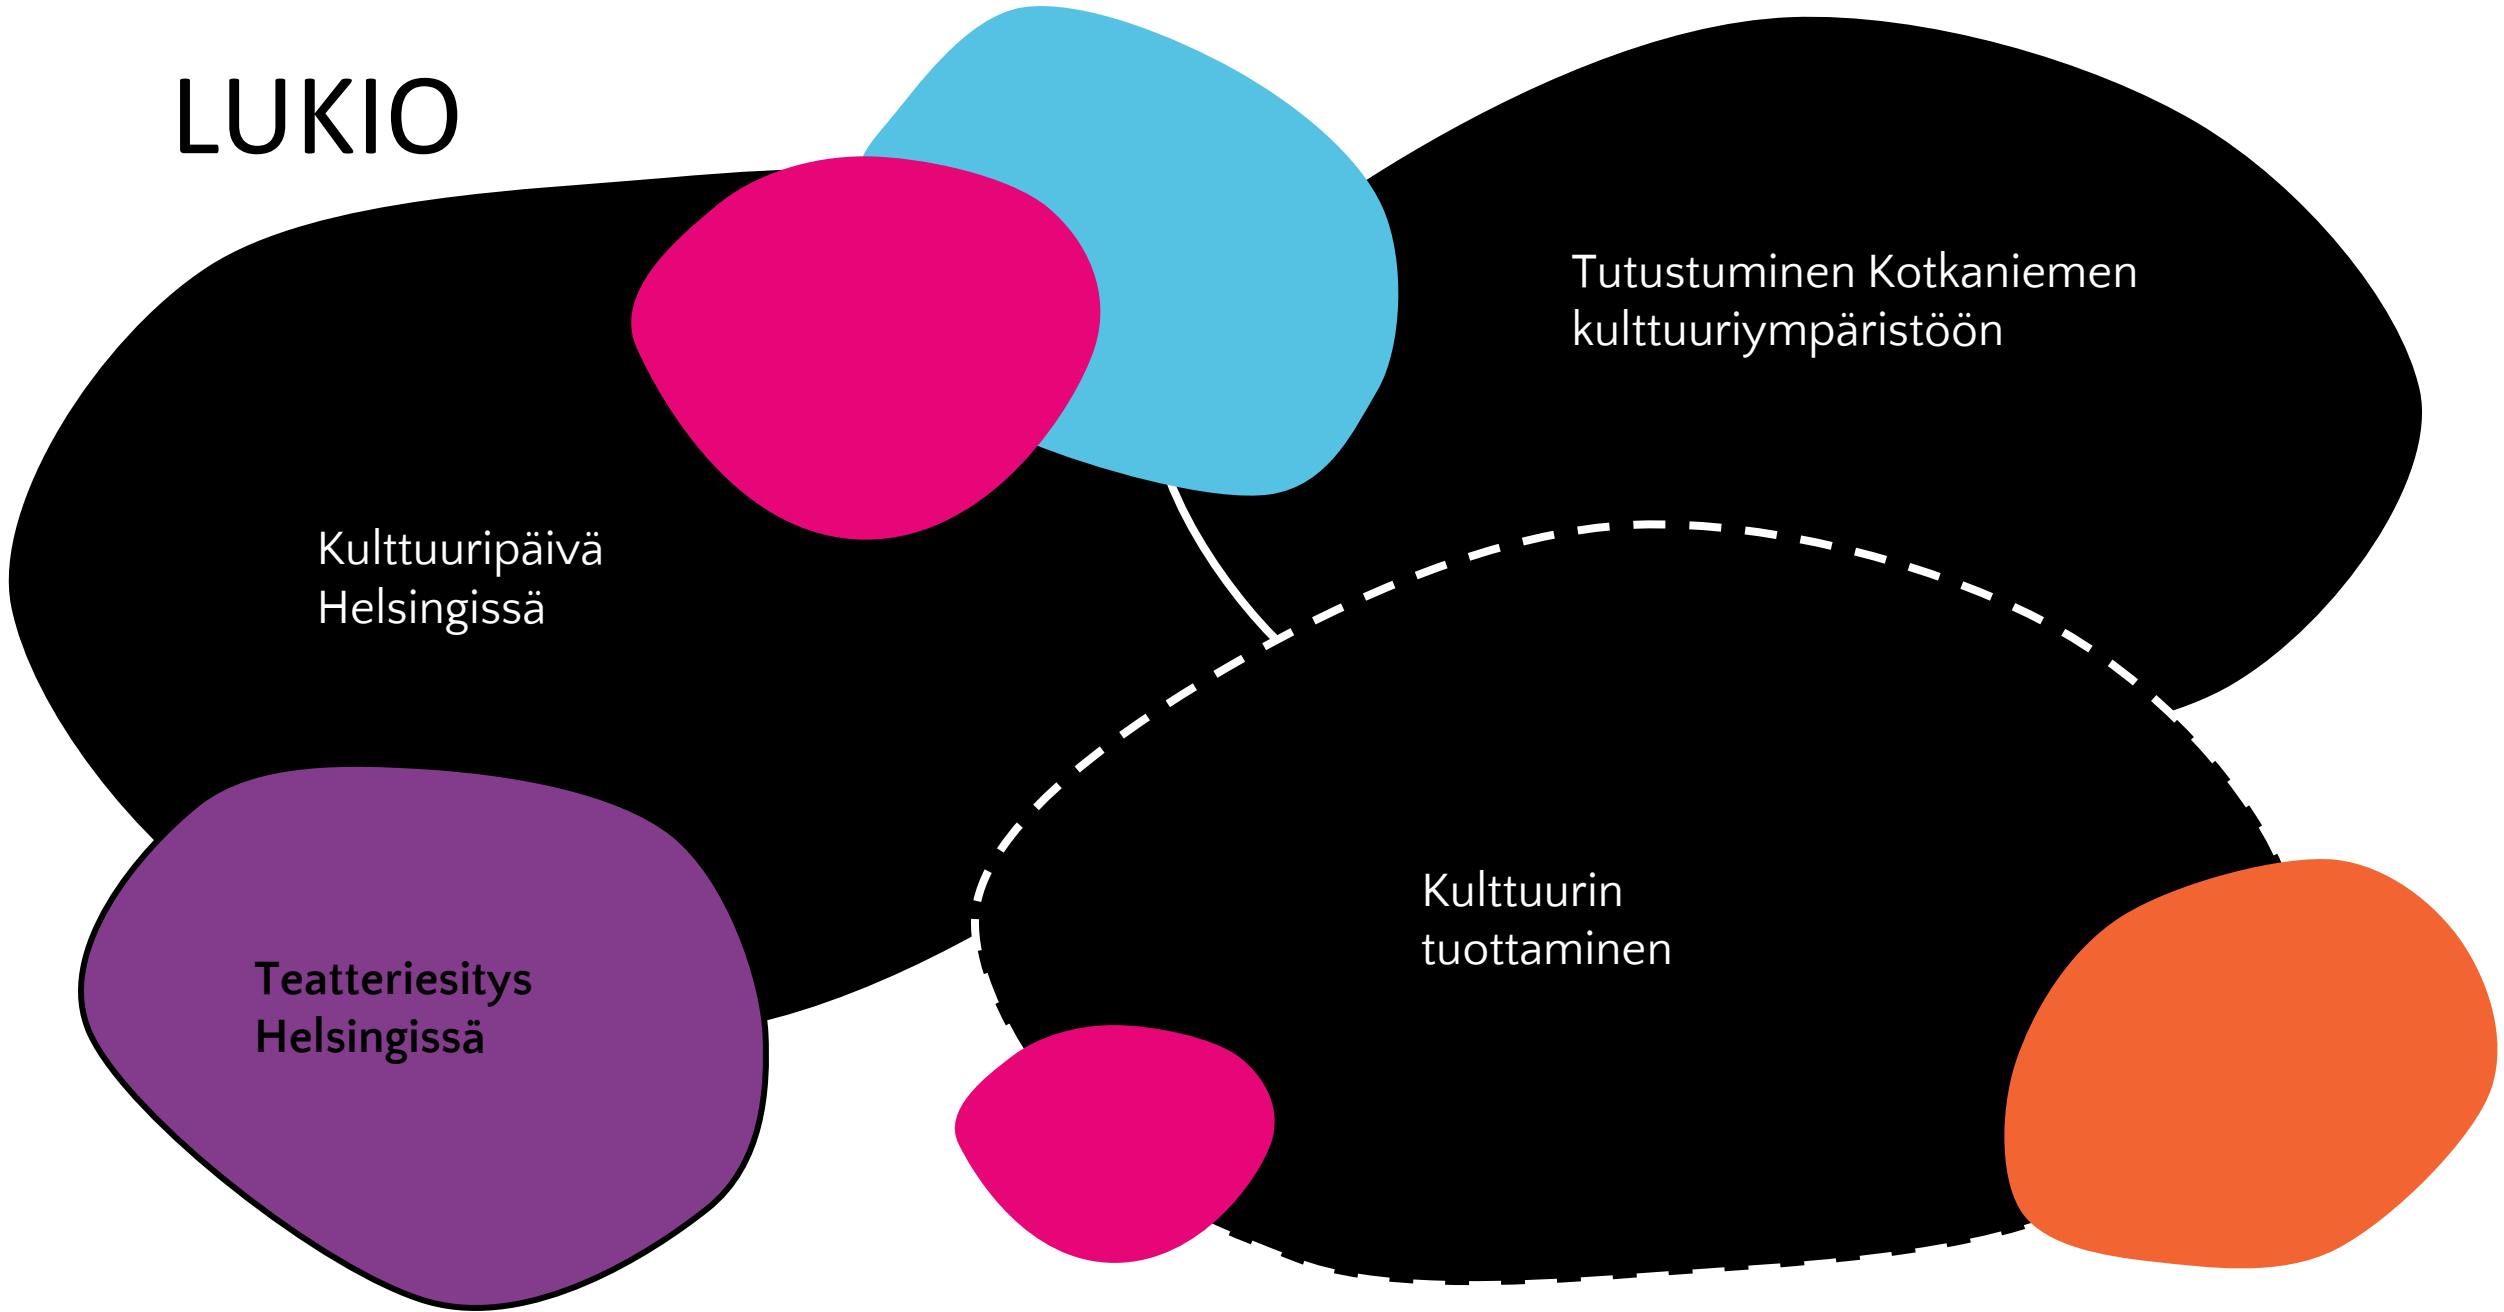 LUKIO
Tutustuminen Kotkaniemen
kulttuuriympäristöön
Kulttuuripäivä
Helsingissä
Kulttuurin
tuottaminen
Teatteriesitys
Helsingissä